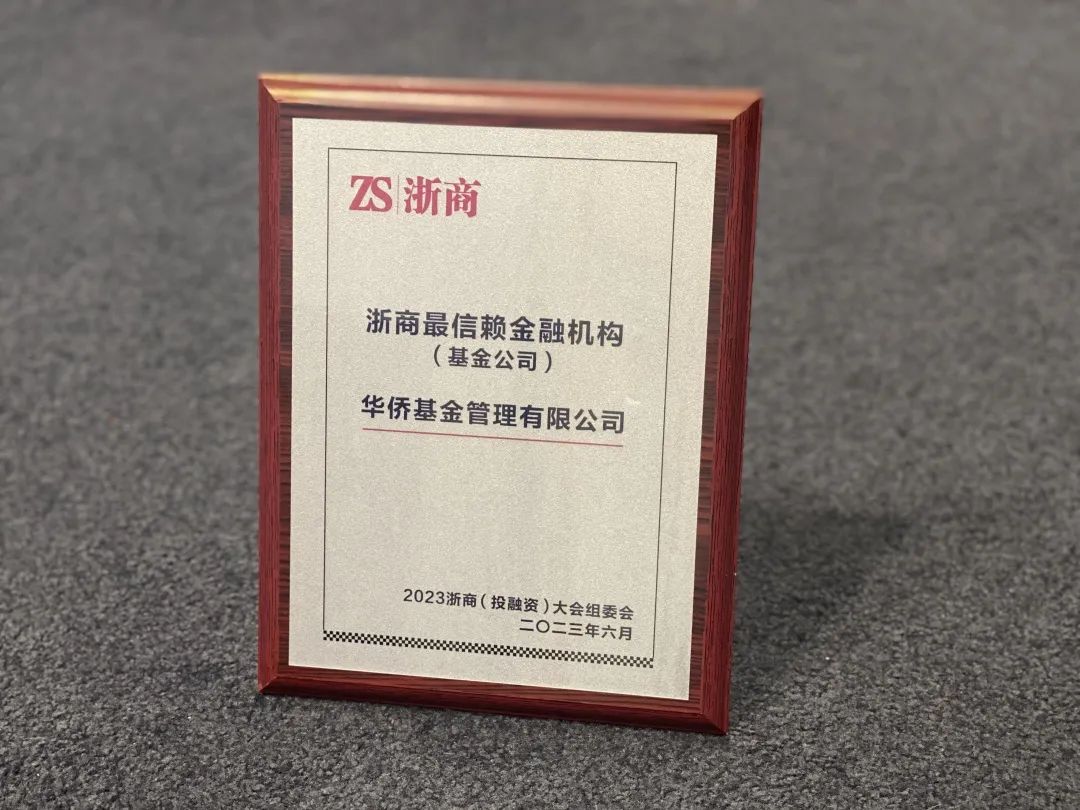 ZS 浙商
浙商最信赖金融机构
（基金公司）
华侨基金管理有限公司
2023浙商（投融资）大会组委会
二〇二三年六月